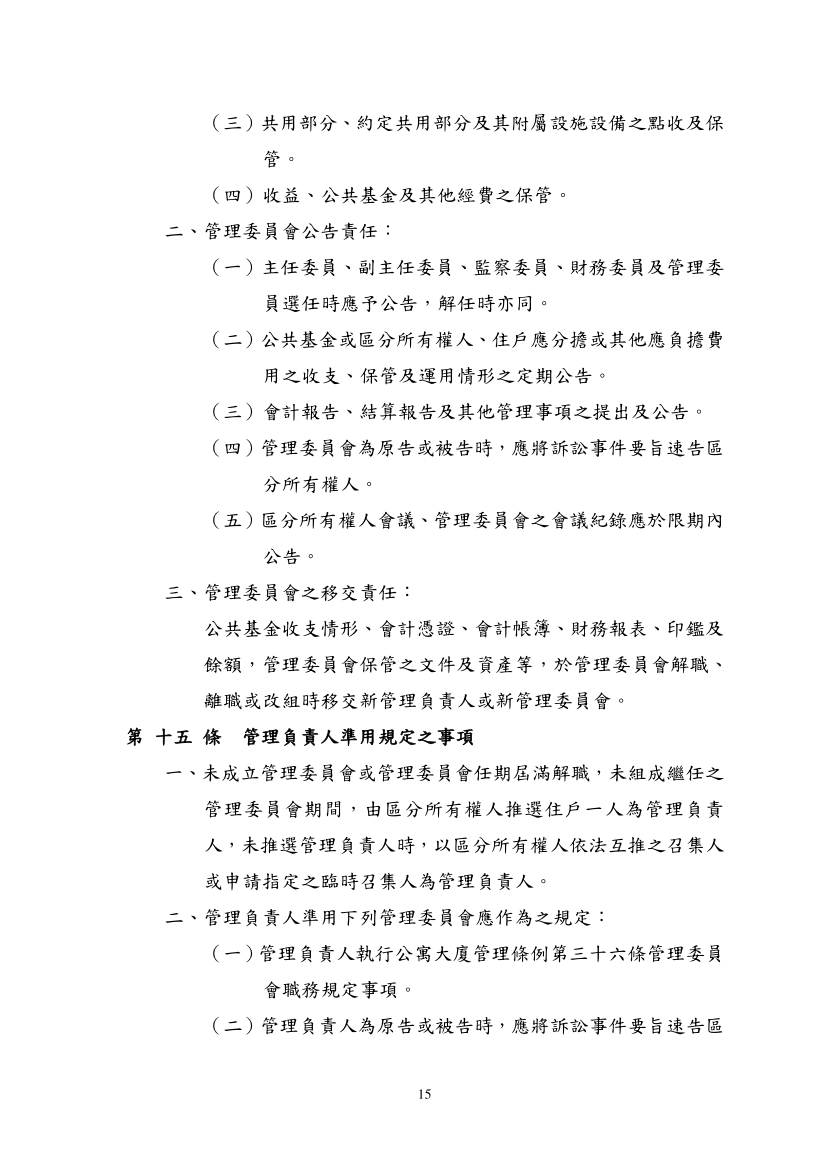 （三）共用部分、約定共用部分及其附屬設施設備之點收及保
管。
（四）收益、公共基金及其他經費之保管。
二、管理委員會公告責任：
（一）主任委員、副主任委員、監察委員、財務委員及管理委
員選任時應予公告，解任時亦同。
（二）公共基金或區分所有權人、住戶應分擔或其他應負擔費
用之收支、保管及運用情形之定期公告。
（三）會計報告、結算報告及其他管理事項之提出及公告。
（四）管理委員會為原告或被告時，應將訴訟事件要旨速告區
分所有權人。
（五）區分所有權人會議、管理委員會之會議紀錄應於限期內
公告。
三、管理委員會之移交責任：
公共基金收支情形、會計憑證、會計帳簿、財務報表、印鑑及
餘額，管理委員會保管之文件及資產等，於管理委員會解職、
離職或改組時移交新管理負責人或新管理委員會。
第 十五 條　管理負責人準用規定之事項
一、未成立管理委員會或管理委員會任期屆滿解職，未組成繼任之
管理委員會期間，由區分所有權人推選住戶一人為管理負責
人，未推選管理負責人時，以區分所有權人依法互推之召集人
或申請指定之臨時召集人為管理負責人。
二、管理負責人準用下列管理委員會應作為之規定：
（一）管理負責人執行公寓大廈管理條例第三十六條管理委員
會職務規定事項。
（二）管理負責人為原告或被告時，應將訴訟事件要旨速告區
15